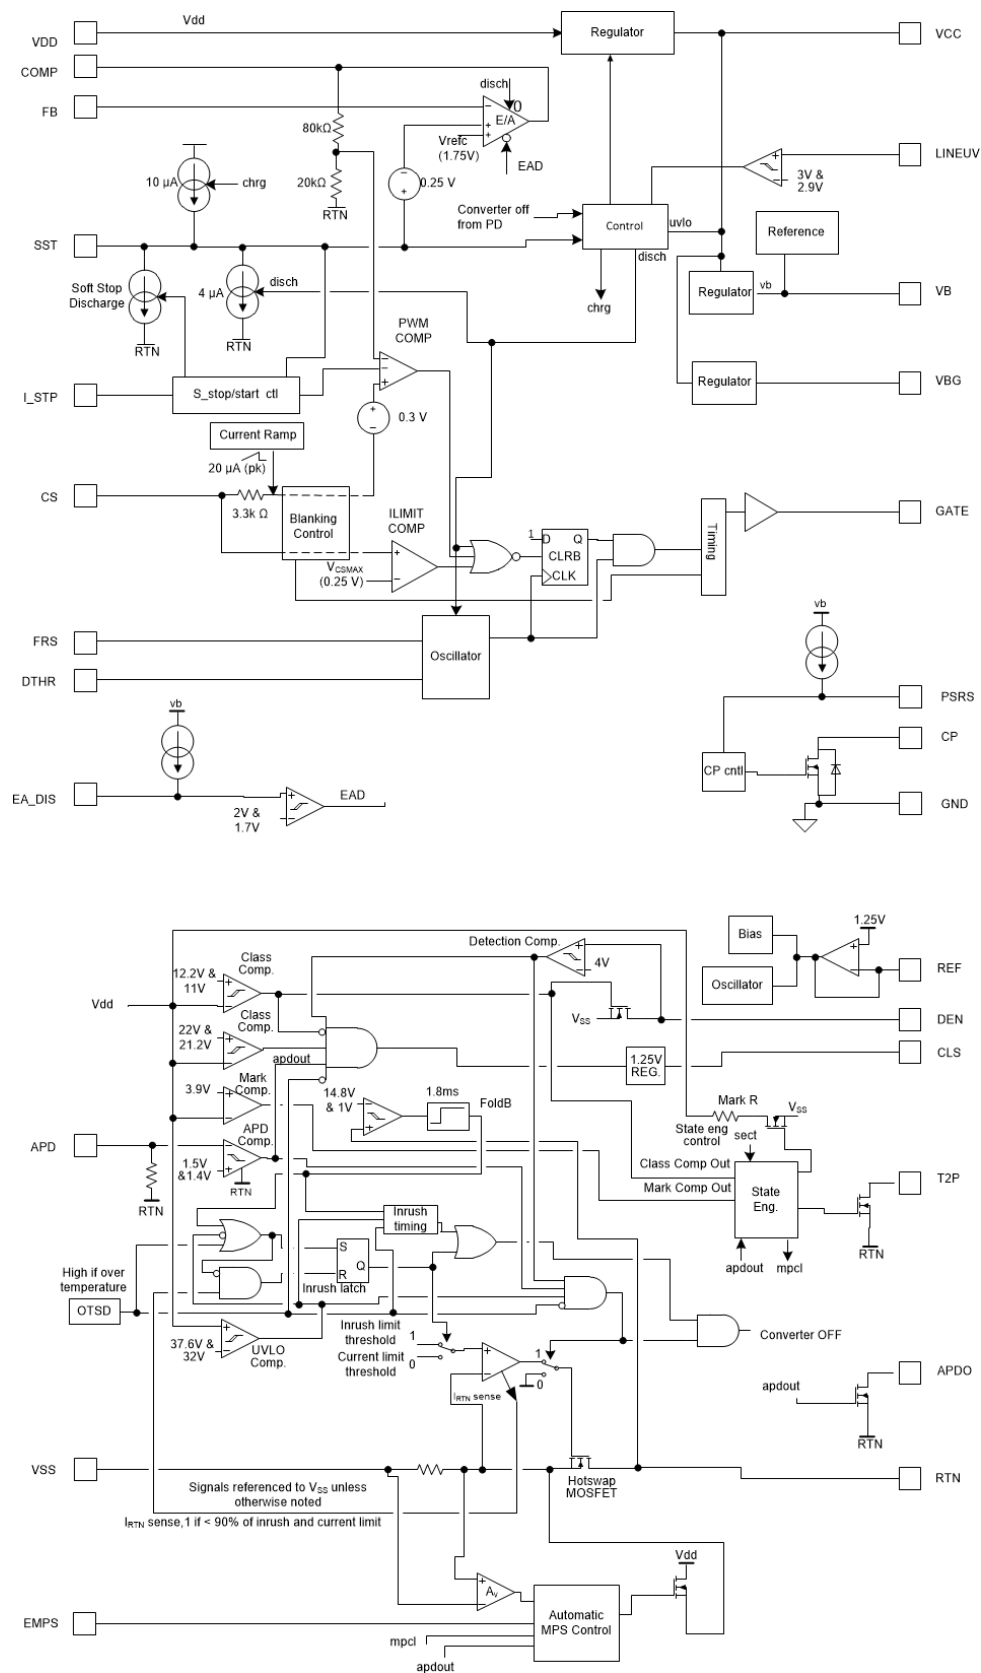 Vdd
VDD
Regulator
VCC
COMP
disch
0
FB
E/A
80kΩ
Vrefc
(1.75V)
EAD
LINEUV
3V &
2.9V
10 µA
chrg
20kΩ
RTN
0.25 V
Converter off
from PD
Control
uvlo
Reference
SST
disch
Soft Stop
Discharge
4 µA
disch
Regulator
vb
VB
chrg
RTN
RTN
PWM
COMP
Regulator
VBG
I_STP
S_stop/start ctl
0.3 V
Current Ramp
20 µA (pk)
CS
3.3k Ω
Blanking
Control
ILIMIT
COMP
GATE
Timing
1
D
Q
CLRB
CLK
VCSMAX
(0.25 V)
vb
FRS
Oscillator
DTHR
PSRS
vb
CP
CP cntl
EA_DIS
EAD
GND
2V &
1.7V
1.25V
Detection Comp.
Bias
Class
Comp.
4V
12.2V &
11V
REF
Oscillator
Vdd
Class
Comp.
VSS
DEN
22V &
21.2V
apdout
1.25V
REG.
CLS
Mark
Comp.
3.9V
14.8V
& 1V
1.8ms
FoldB
Mark R
VSS
APD
APD
Comp.
State eng
control
sect
1.5V
&1.4V
RTN
Class Comp Out
Mark Comp Out
State
Eng.
T2P
RTN
Inrush
timing
RTN
S
Q
R
apdout
mpcl
High if over
temperature
Inrush latch
OTSD
Inrush limit
threshold
1
Current limit
threshold
0
37.6V &
32V
UVLO
Comp.
1
0
Converter OFF
IRTN sense
apdout
APDO
RTN
VSS
Hotswap
MOSFET
RTN
Signals referenced to VSS unless
otherwise noted
IRTN sense,1 if < 90% of inrush and current limit
Vdd
Av
EMPS
Automatic
MPS Control
mpcl
apdout